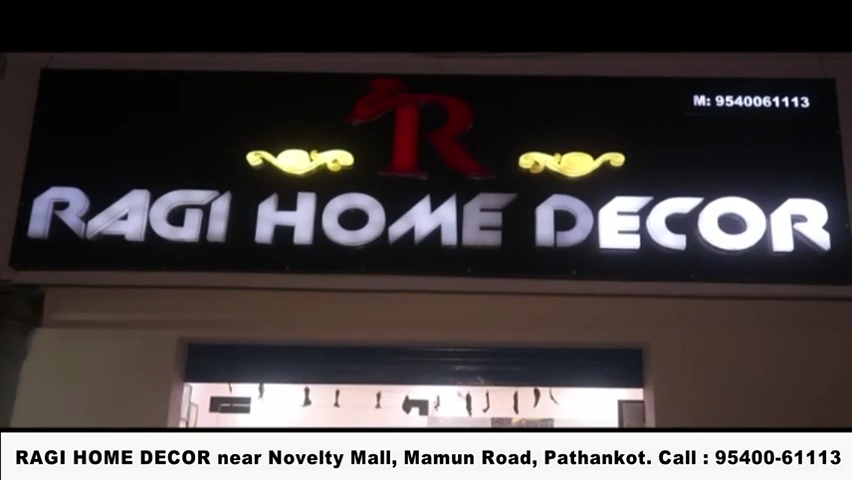 R
M: 9540061113
RAGI HOME DECOR
RAGI HOME DECOR near Novelty Mall, Mamun Road, Pathankot. Call : 95400-61113